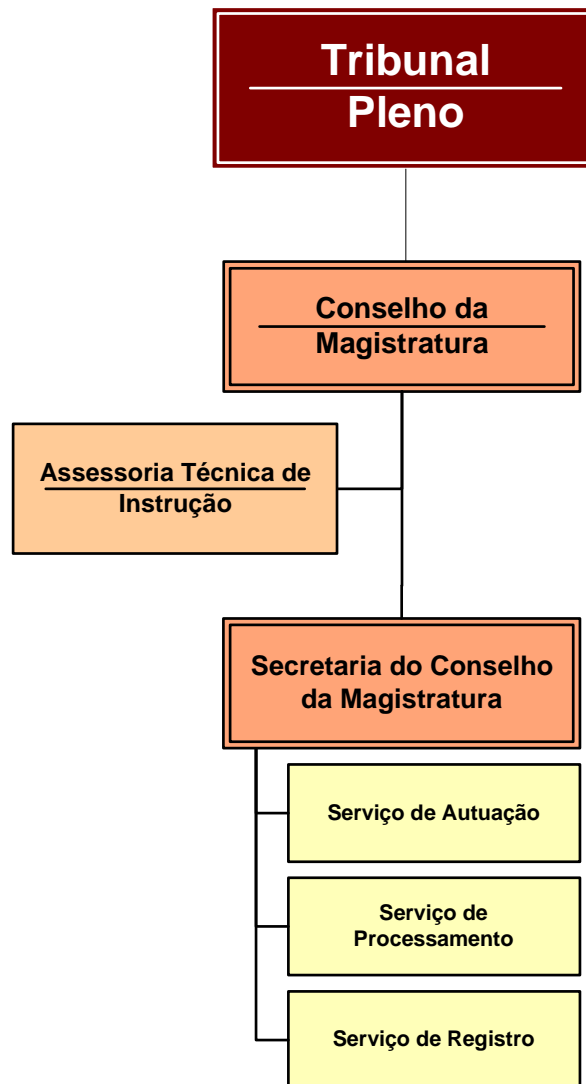 Tribunal
Pleno
Conselho da
Magistratura
Assessoria Técnica de
Instrução
Secretaria do Conselho
da Magistratura
Serviço de Autuação
Serviço de
Processamento
Serviço de Registro